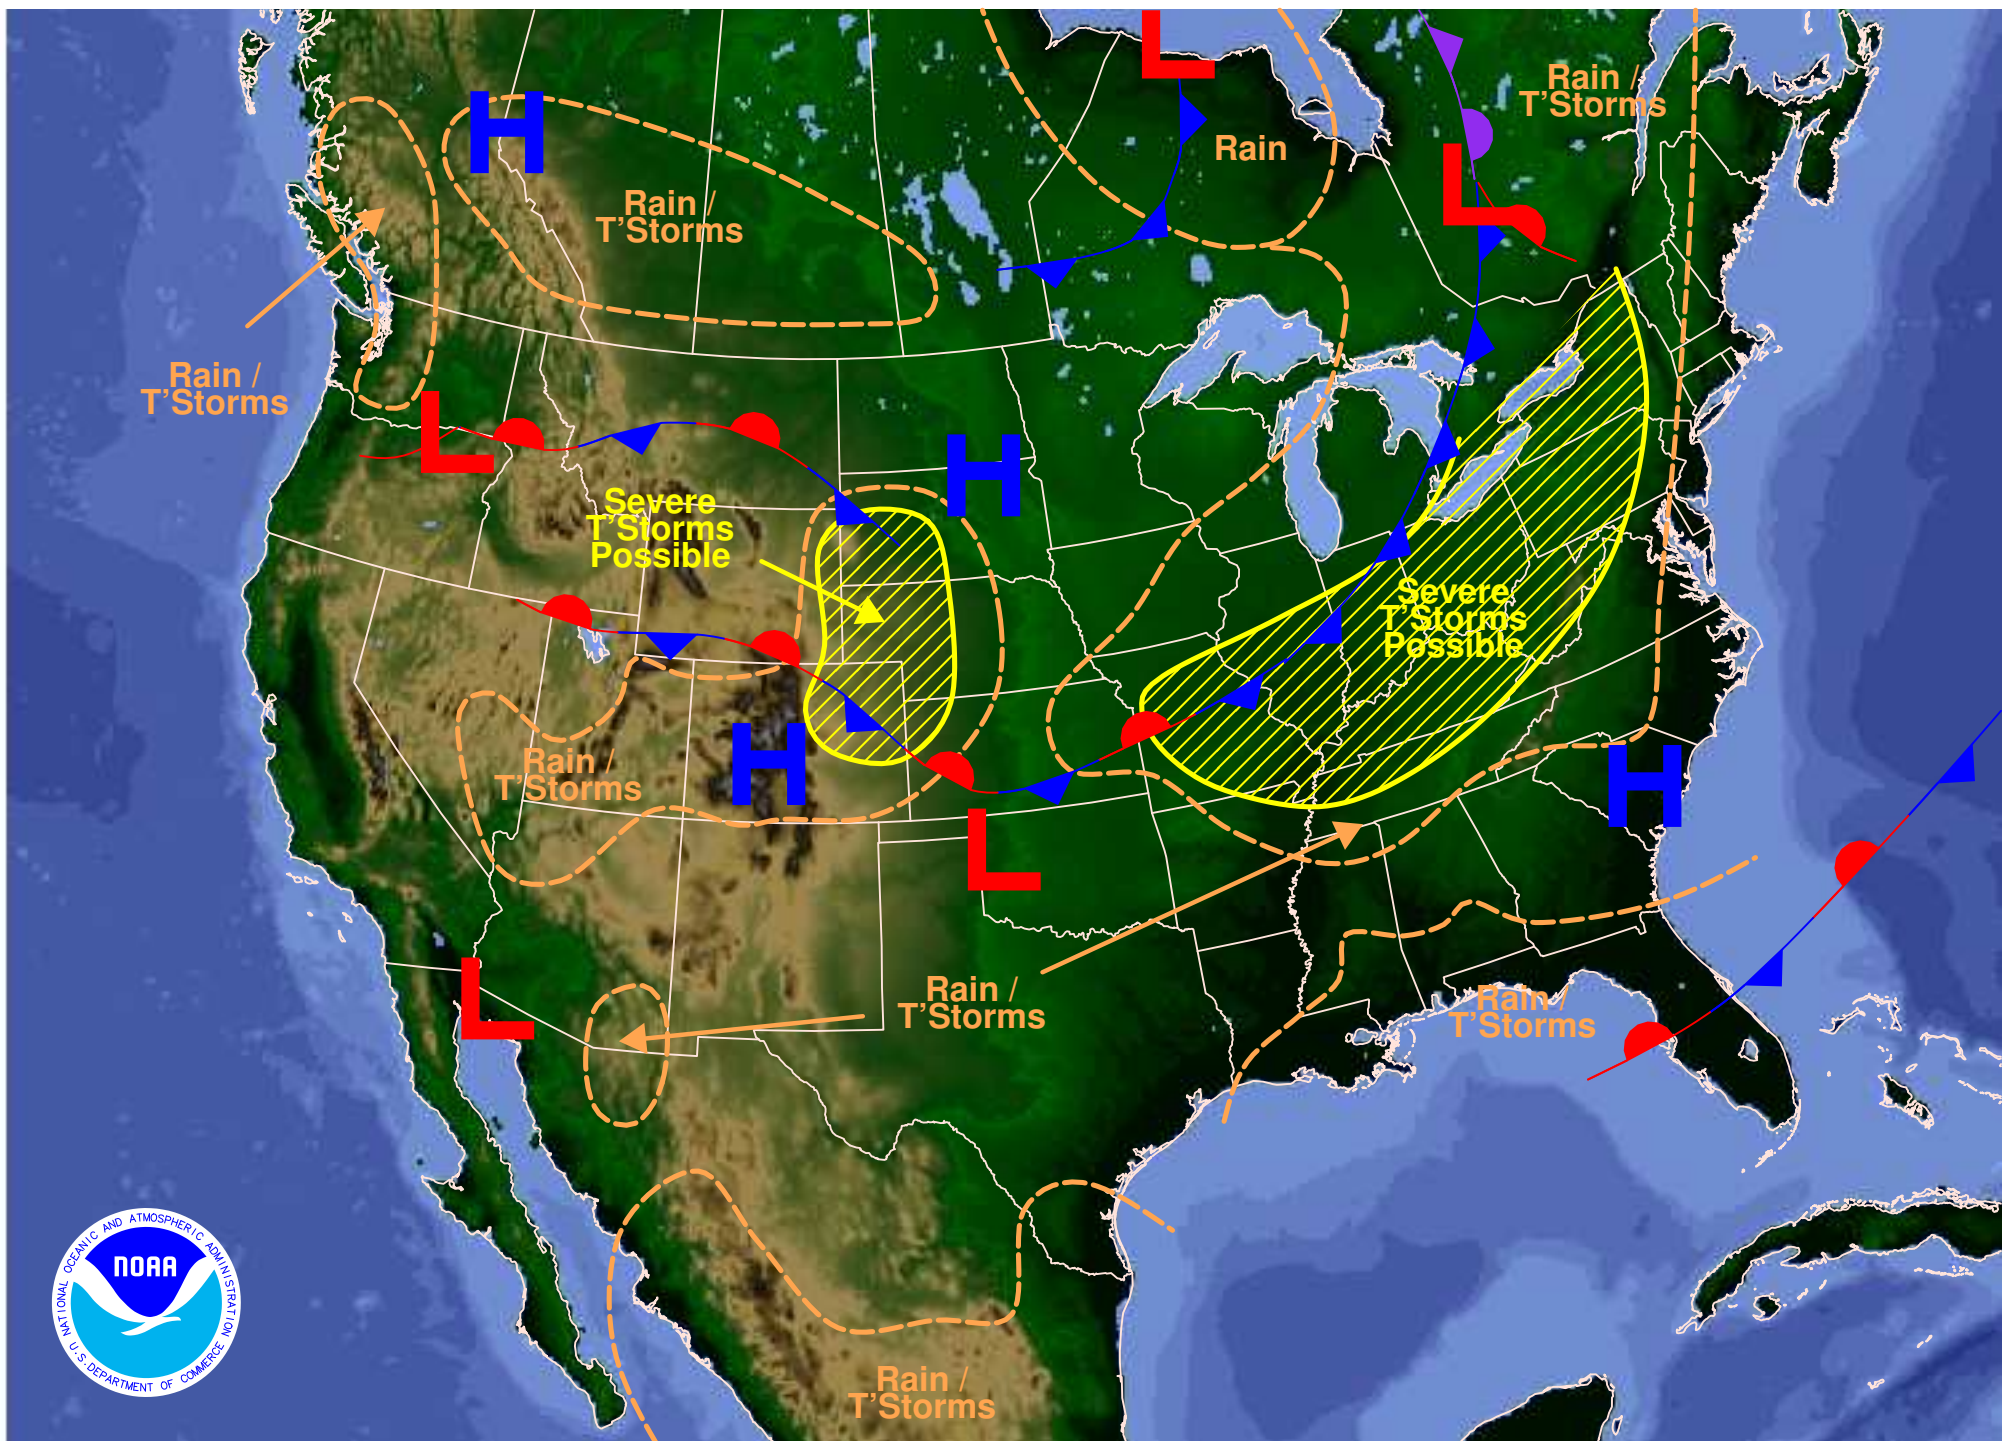 L
Rain /
T'Storms
H
Rain
Rain /
T'Storms
L
Rain /
T'Storms
L
H
Severe
T'Storms
Possible
Severe
T'Storms
Possible
Rain /
T'Storms
H
H
L
L
Rain /
T'Storms
Rain /
T'Storms
NATIONAL OCEANIC AND ATMOSPHERIC ADMINISTRATION
NOAA
U.S. DEPARTMENT OF COMMERCE
Rain /
T'Storms